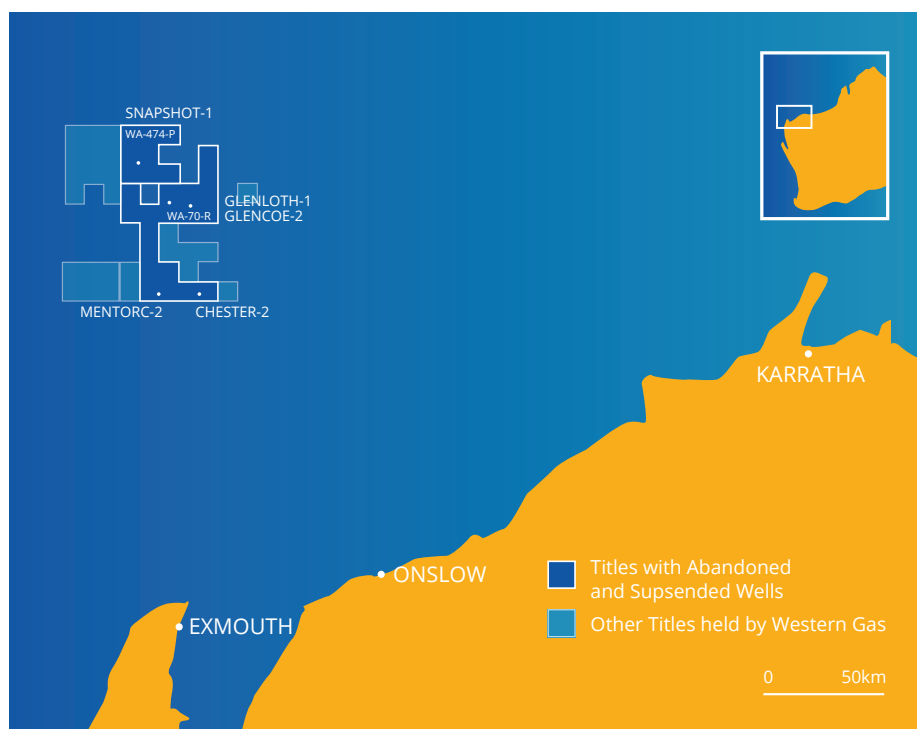 SNAPSHOT-1
WA-474-P
GLENLOTH-1
WA-70-R
GLENCOE-2
MENTORC-2
CHESTER-2
KARRATHA
ONSLOW
EXMOUTH
Titles with Abandoned
and Supsended Wells
Other Titles held by Western Gas
0 50km